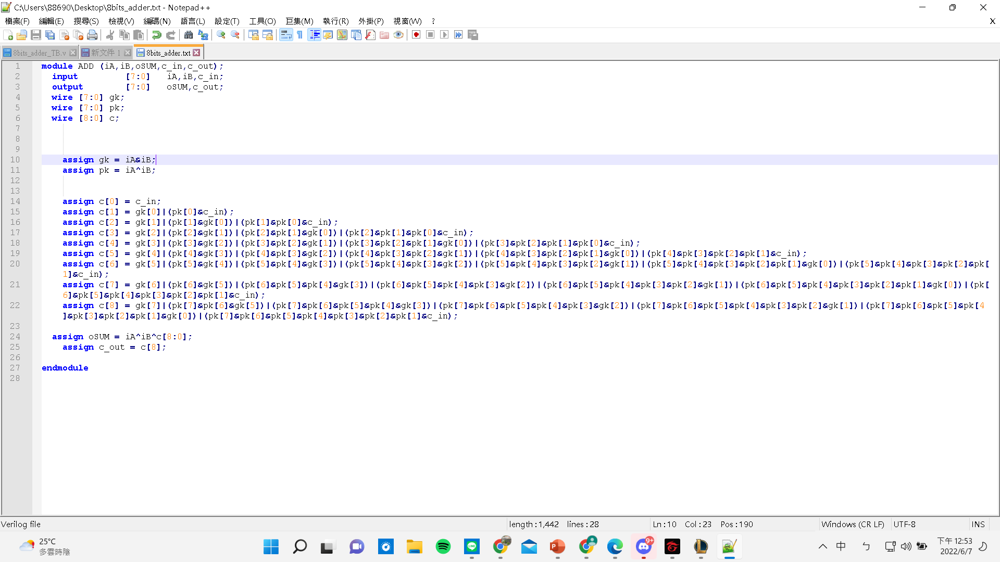 C:\Users\88690\Desktop\8bits_adder.txt - Notepad++
檔案(F) 編輯(E) 搜尋(S) 檢視(V) 編碼(N) 語言(L) 設定(T) 工具(O) 巨集(M) 執行(R) 外掛(P) 視窗(W) ? X
8bits_adder_TB.v 新文件 1 8bits_adder.txt
1 module ADD (iA,iB,oSUM,c_in,c_out);
2 input [7:0] iA,iB,c_in;
3 output [7:0] oSUM,c_out;
4 wire [7:0] gk;
5 wire [7:0] pk;
6 wire [8:0] c;
7
8
9
10 assign gk = iA&iB;
11 assign pk = iA^iB;
12
13
14 assign c[0] = c_in;
15 assign c[1] = gk[0]|(pk[0]&c_in);
16 assign c[2] = gk[1]|(pk[1]&gk[0])|(pk[1]&pk[0]&c_in);
17 assign c[3] = gk[2]|(pk[2]&gk[1])|(pk[2]&pk[1]&gk[0])|(pk[2]&pk[1]&pk[0]&c_in);
18 assign c[4] = gk[3]|(pk[3]&gk[2])|(pk[3]&pk[2]&gk[1])|(pk[3]&pk[2]&pk[1]&gk[0])|(pk[3]&pk[2]&pk[1]&pk[0]&c_in);
19 assign c[5] = gk[4]|(pk[4]&gk[3])|(pk[4]&pk[3]&gk[2])|(pk[4]&pk[3]&pk[2]&gk[1])|(pk[4]&pk[3]&pk[2]&pk[1]&gk[0])|(pk[4]&pk[3]&pk[2]&pk[1]&c_in);
20 assign c[6] = gk[5]|(pk[5]&gk[4])|(pk[5]&pk[4]&gk[3])|(pk[5]&pk[4]&pk[3]&gk[2])|(pk[5]&pk[4]&pk[3]&pk[2]&gk[1])|(pk[5]&pk[4]&pk[3]&pk[2]&pk[1]&gk[0])|(pk[5]&pk[4]&pk[3]&pk[2]&pk[
1]&c_in);
21 assign c[7] = gk[6]|(pk[6]&gk[5])|(pk[6]&pk[5]&pk[4]&gk[3])|(pk[6]&pk[5]&pk[4]&pk[3]&gk[2])|(pk[6]&pk[5]&pk[4]&pk[3]&pk[2]&gk[1])|(pk[6]&pk[5]&pk[4]&pk[3]&pk[2]&pk[1]&gk[0])|(pk[
6]&pk[5]&pk[4]&pk[3]&pk[2]&pk[1]&c_in);
22 assign c[8] = gk[7]|(pk[7]&pk[6]&gk[5])|(pk[7]&pk[6]&pk[5]&pk[4]&gk[3])|(pk[7]&pk[6]&pk[5]&pk[4]&pk[3]&gk[2])|(pk[7]&pk[6]&pk[5]&pk[4]&pk[3]&pk[2]&gk[1])|(pk[7]&pk[6]&pk[5]&pk[4
]&pk[3]&pk[2]&pk[1]&gk[0])|(pk[7]&pk[6]&pk[5]&pk[4]&pk[3]&pk[2]&pk[1]&c_in);
23
24 assign oSUM = iA^iB^c[8:0];
25 assign c_out = c[8];
26
27 endmodule
28
Verilog file length : 1,442 lines : 28 Ln : 10 Col : 23 Pos : 190 Windows (CR LF) UTF-8 INS
25°C
多雲時陰
LINE
9+
中
ㄅ
下午 12:53
2022/6/7